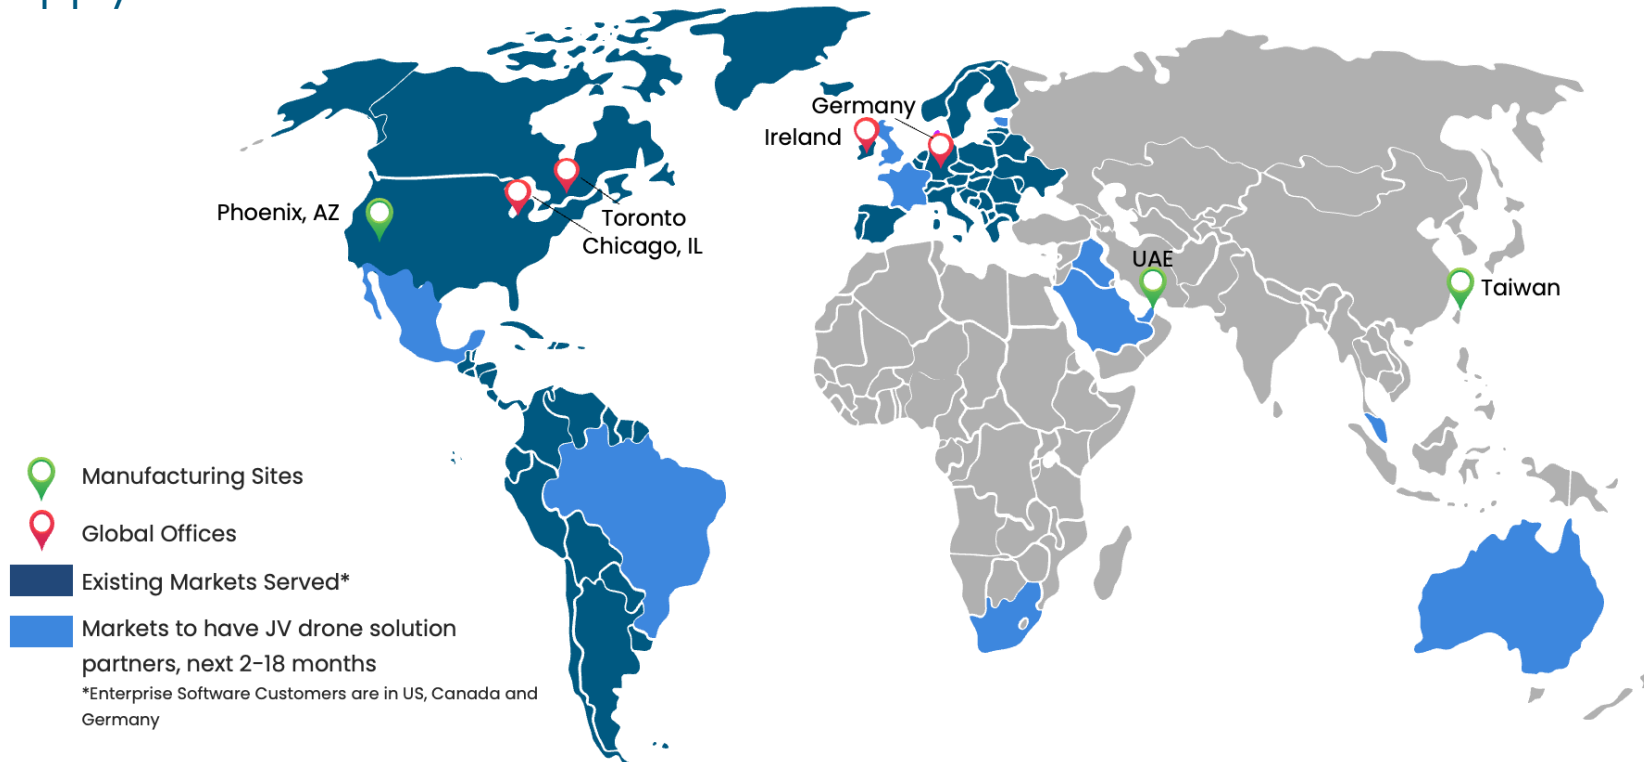 Germany
Ireland
Phoenix, AZ
Toronto
Chicago, IL
UAE
Taiwan
Manufacturing Sites
Global Offices
Existing Markets Served*
Markets to have JV drone solution
partners, next 2-18 months
*Enterprise Software Customers are in US, Canada and
Germany